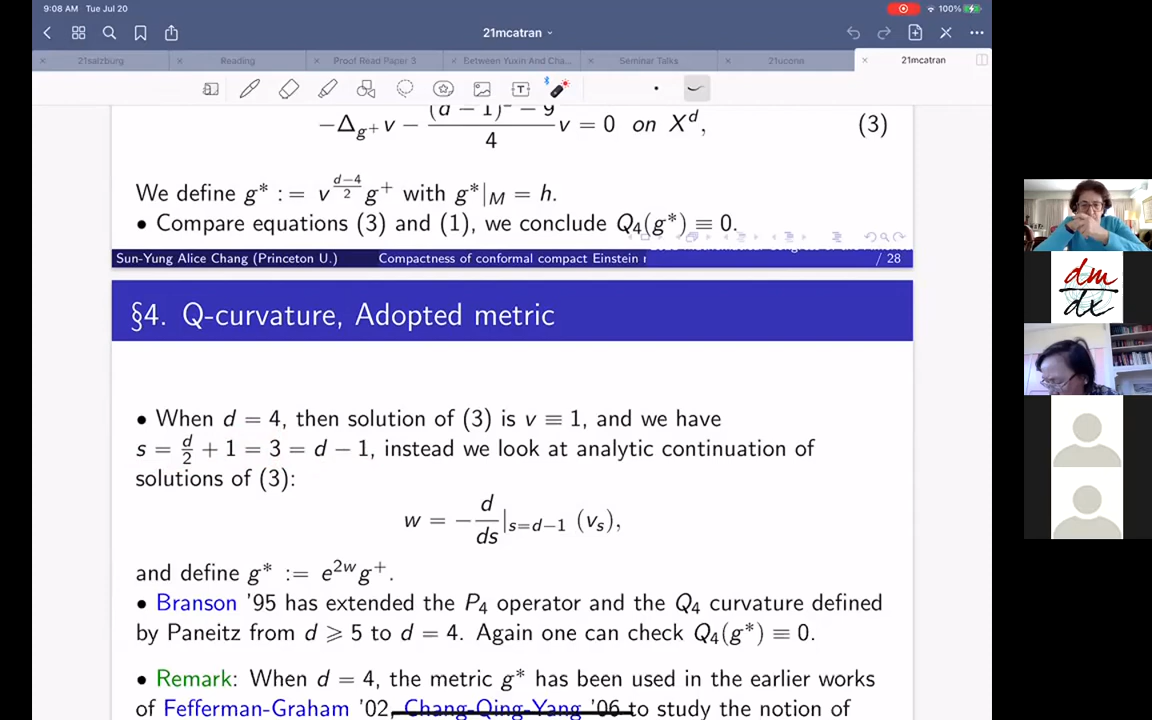 9:08 AM Tue Jul 20
100%
21mcatran
21salzburg
Reading
Proof Read Paper 3
Between Yuxin And Cha...
Seminar Talks
21uconn
21mcatran
−Δ_{g^+} v − \frac{(d − 1)^2 − 9}{4} v = 0 on X^d, (3)
We define g* := v^{\frac{d−4}{2}} g^+ with g*|_M = h.
• Compare equations (3) and (1), we conclude Q_4(g*) ≡ 0.
Sun-Yung Alice Chang (Princeton U.) Compactness of conformal compact Einstein / 28
§4. Q-curvature, Adopted metric
• When d = 4, then solution of (3) is v ≡ 1, and we have
s = \frac{d}{2} + 1 = 3 = d − 1, instead we look at analytic continuation of
solutions of (3):
w = −\frac{d}{ds}|_{s=d−1} (v_s),
and define g* := e^{2w} g^+.
• Branson '95 has extended the P_4 operator and the Q_4 curvature defined
by Paneitz from d ⩾ 5 to d = 4. Again one can check Q_4(g*) ≡ 0.
• Remark: When d = 4, the metric g* has been used in the earlier works
of Fefferman-Graham '02, Chang-Qing-Yang '06 to study the notion of
dm
dx